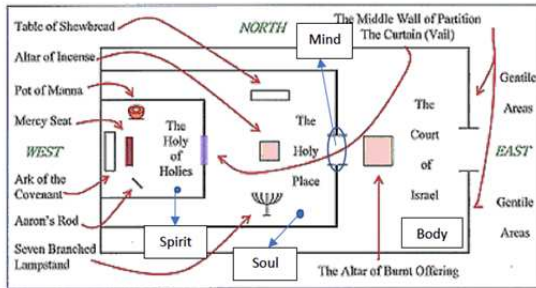 Table of Shewbread
NORTH
Mind
The Middle Wall of Partition
The Curtain (Vail)
Altar of Incense
Pot of Manna
Mercy Seat
WEST
The
Holy
of
Holies
The
Holy
Place
The
Court
of
Israel
Gentile
Areas
EAST
Ark of the
Covenant
Aaron's Rod
Seven Branched
Lampstand
Spirit
Soul
Body
Gentile
Areas
The Altar of Burnt Offering